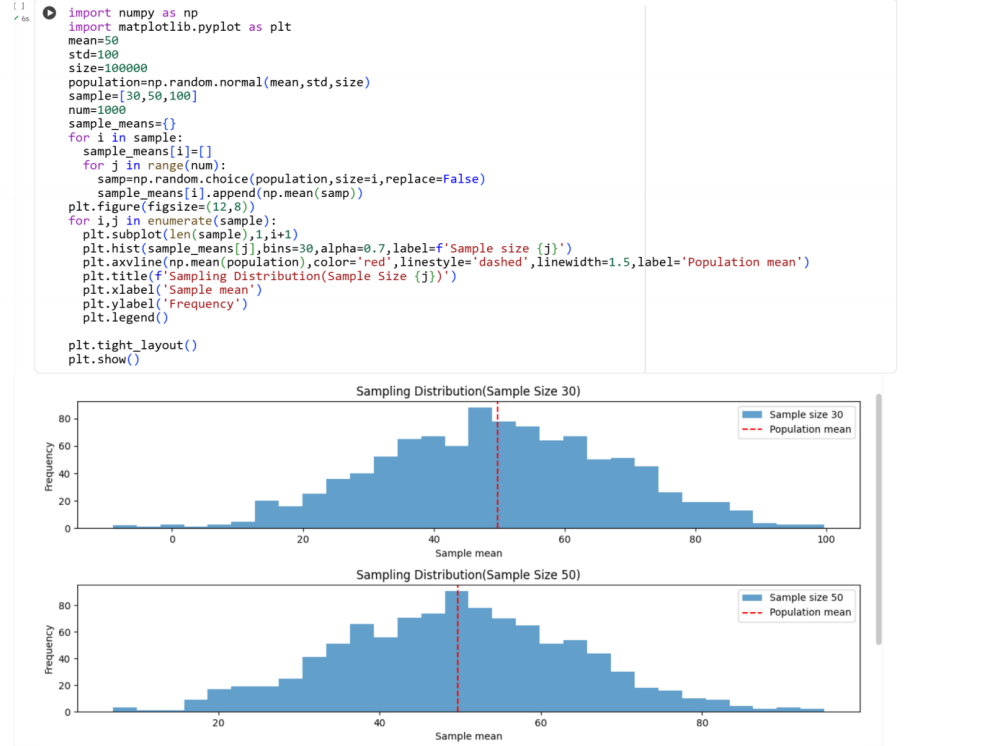 [ ]
✓ 6s
import numpy as np
import matplotlib.pyplot as plt
mean=50
std=100
size=100000
population=np.random.normal(mean,std,size)
sample=[30,50,100]
num=1000
sample_means={}
for i in sample:
  sample_means[i]=[]
  for j in range(num):
    samp=np.random.choice(population,size=i,replace=False)
    sample_means[i].append(np.mean(samp))
plt.figure(figsize=(12,8))
for i,j in enumerate(sample):
  plt.subplot(len(sample),1,i+1)
  plt.hist(sample_means[j],bins=30,alpha=0.7,label=f'Sample size {j}')
  plt.axvline(np.mean(population),color='red',linestyle='dashed',linewidth=1.5,label='Population mean')
  plt.title(f'Sampling Distribution(Sample Size {j})')
  plt.xlabel('Sample mean')
  plt.ylabel('Frequency')
  plt.legend()
plt.tight_layout()
plt.show()
Sampling Distribution(Sample Size 30)
Sample size 30
Population mean
Frequency
80
60
40
20
0
0 20 40 60 80 100
Sample mean
Sampling Distribution(Sample Size 50)
Sample size 50
Population mean
Frequency
80
60
40
20
0
20 40 60 80
Sample mean